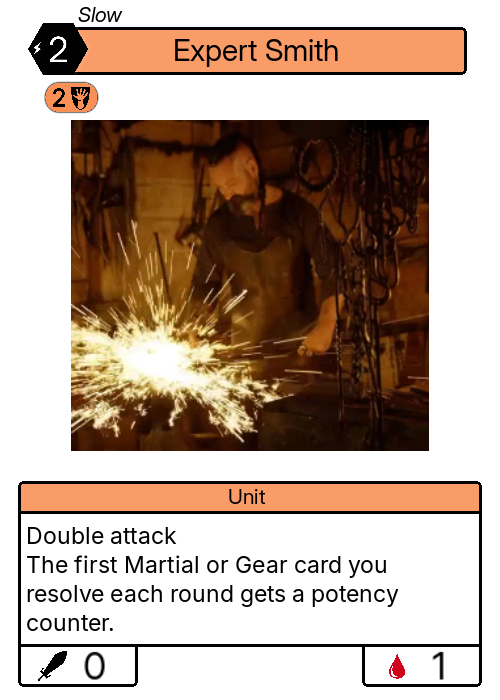 Slow
2
Expert Smith
2
Unit
Double attack
The first Martial or Gear card you
resolve each round gets a potency
counter.
0
1